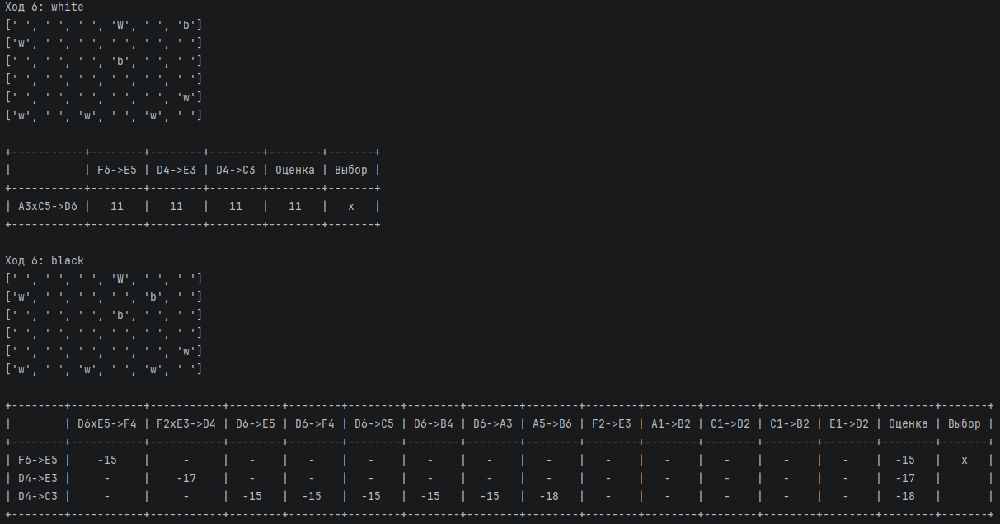 Ход 6: white
[' ', ' ', ' ', 'W', ' ', 'b']
['w', ' ', ' ', ' ', ' ', ' ']
[' ', ' ', ' ', 'b', ' ', ' ']
[' ', ' ', ' ', ' ', ' ', ' ']
[' ', ' ', ' ', ' ', ' ', 'w']
['w', ' ', 'w', ' ', 'w', ' ']
+-----------+--------+--------+--------+--------+-------+
|           | F6->E5 | D4->E3 | D4->C3 | Оценка | Выбор |
+-----------+--------+--------+--------+--------+-------+
| A3xC5->D6 |   11   |   11   |   11   |   11   |   x   |
+-----------+--------+--------+--------+--------+-------+
Ход 6: black
[' ', ' ', ' ', 'W', ' ', ' ']
['w', ' ', ' ', ' ', 'b', ' ']
[' ', ' ', ' ', 'b', ' ', ' ']
[' ', ' ', ' ', ' ', ' ', ' ']
[' ', ' ', ' ', ' ', ' ', 'w']
['w', ' ', 'w', ' ', 'w', ' ']
+--------+-----------+-----------+--------+--------+--------+--------+--------+--------+--------+--------+--------+--------+--------+--------+-------+
|        | D6xE5->F4 | F2xE3->D4 | D6->E5 | D6->F4 | D6->C5 | D6->B4 | D6->A3 | A5->B6 | F2->E3 | A1->B2 | C1->D2 | C1->B2 | E1->D2 | Оценка | Выбор |
+--------+-----------+-----------+--------+--------+--------+--------+--------+--------+--------+--------+--------+--------+--------+--------+-------+
| F6->E5 |    -15    |     -     |   -    |   -    |   -    |   -    |   -    |   -    |   -    |   -    |   -    |   -    |   -    |  -15   |   x   |
| D4->E3 |     -     |    -17    |   -    |   -    |   -    |   -    |   -    |   -    |   -    |   -    |   -    |   -    |   -    |  -17   |       |
| D4->C3 |     -     |     -     |  -15   |  -15   |  -15   |  -15   |  -15   |  -18   |   -    |   -    |   -    |   -    |   -    |  -18   |       |
+--------+-----------+-----------+--------+--------+--------+--------+--------+--------+--------+--------+--------+--------+--------+--------+-------+